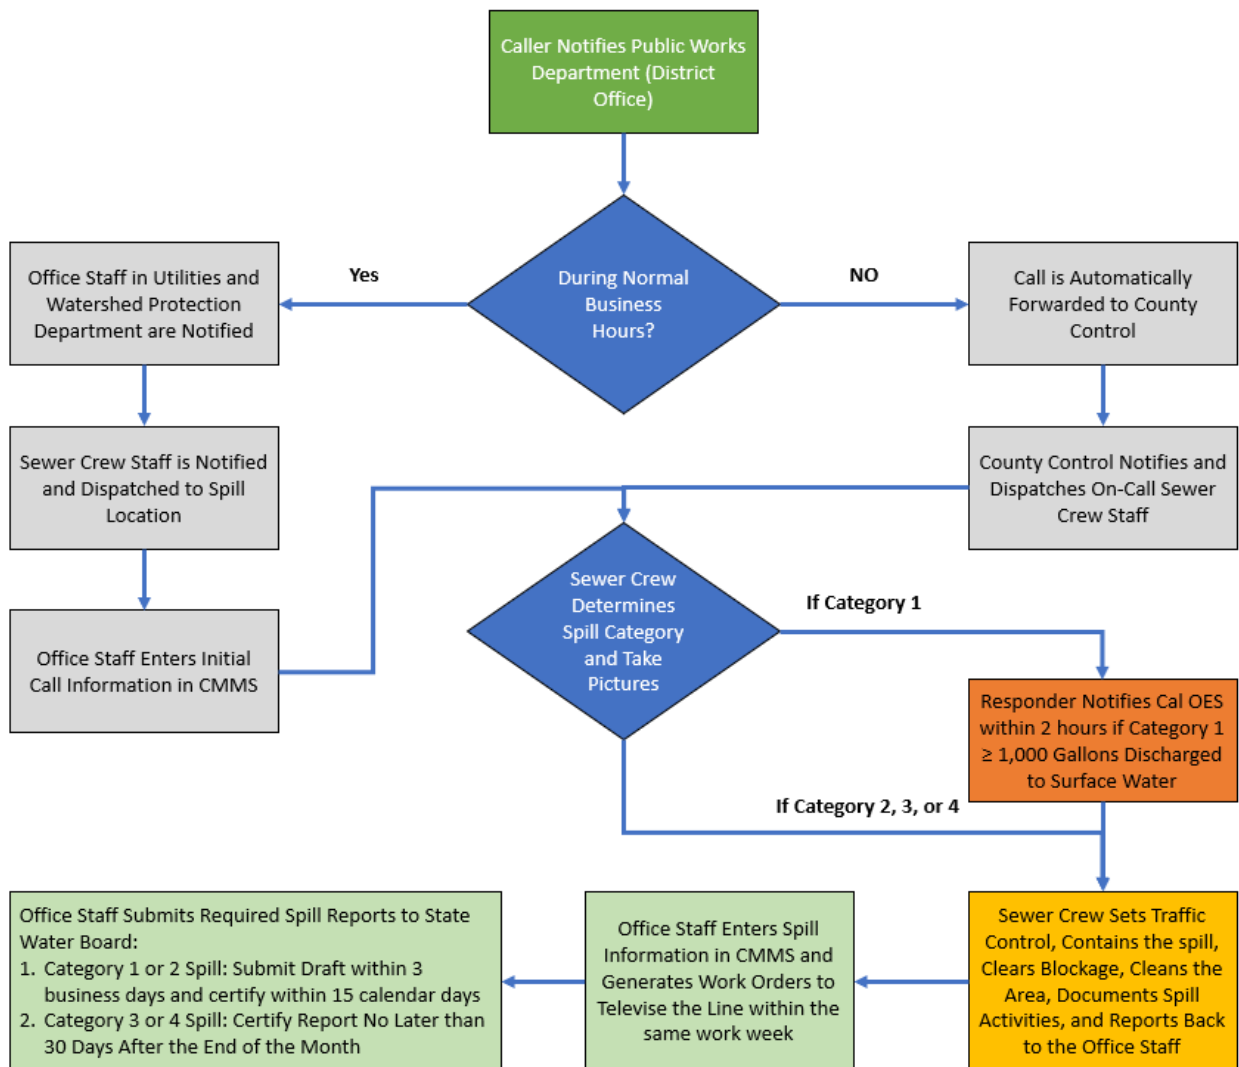 Caller Notifies Public Works
Department (District
Office)
During Normal
Business
Hours?
Yes
NO
Office Staff in Utilities and
Watershed Protection
Department are Notified
Call is Automatically
Forwarded to County
Control
Sewer Crew Staff is Notified
and Dispatched to Spill
Location
County Control Notifies and
Dispatches On-Call Sewer
Crew Staff
Office Staff Enters Initial
Call Information in CMMS
Sewer Crew
Determines
Spill Category
and Take
Pictures
If Category 1
Responder Notifies Cal OES
within 2 hours if Category 1
≥ 1,000 Gallons Discharged
to Surface Water
If Category 2, 3, or 4
Sewer Crew Sets Traffic
Control, Contains the spill,
Clears Blockage, Cleans the
Area, Documents Spill
Activities, and Reports Back
to the Office Staff
Office Staff Enters Spill
Information in CMMS and
Generates Work Orders to
Televise the Line within the
same work week
Office Staff Submits Required Spill Reports to State
Water Board:
1. Category 1 or 2 Spill: Submit Draft within 3
business days and certify within 15 calendar days
2. Category 3 or 4 Spill: Certify Report No Later than
30 Days After the End of the Month